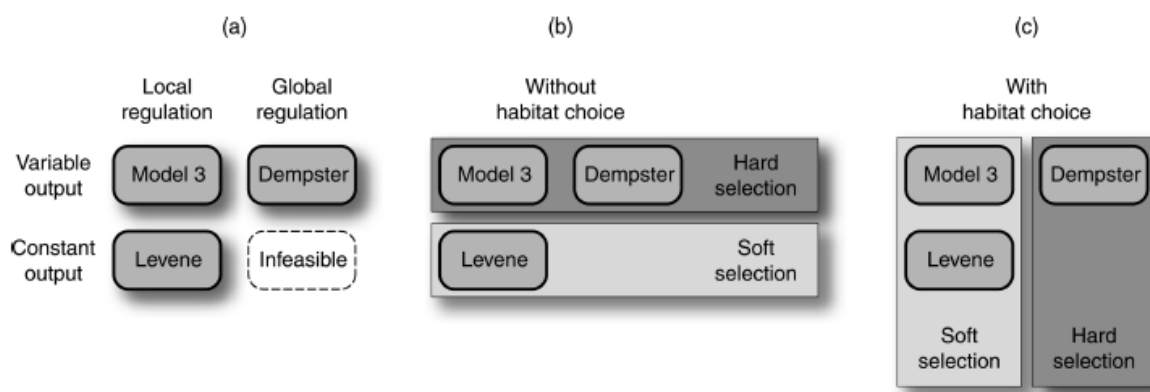 (a)
(b)
(c)
Local
regulation
Global
regulation
Without
habitat choice
With
habitat choice
Variable
output
Model 3
Dempster
Model 3
Dempster
Hard
selection
Model 3
Dempster
Constant
output
Levene
Infeasible
Levene
Soft
selection
Levene
Soft
selection
Hard
selection